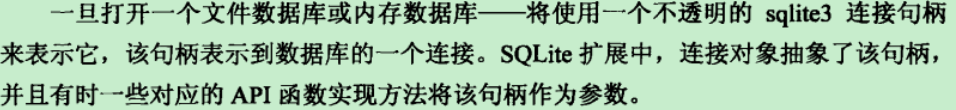 一旦打开一个文件数据库或内存数据库——将使用一个不透明的 sqlite3 连接句柄
来表示它，该句柄表示到数据库的一个连接。SQLite 扩展中，连接对象抽象了该句柄，
并且有时一些对应的 API 函数实现方法将该句柄作为参数。